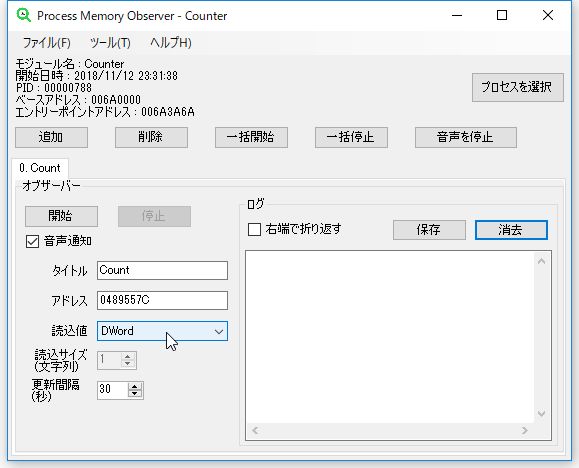 Process Memory Observer - Counter
ファイル(F) ツール(T) ヘルプ(H)
モジュール名 : Counter
開始日時 : 2018/11/12 23:31:38
PID : 00000788
ベースアドレス : 006A0000
エントリーポイントアドレス : 006A3A6A
プロセスを選択
追加 削除 一括開始 一括停止 音声を停止
0. Count
オブザーバー
開始 停止
音声通知
タイトル Count
アドレス 0489557C
読込値 DWord
読込サイズ
(文字列) 1
更新間隔
(秒) 30
ログ
右端で折り返す 保存 消去